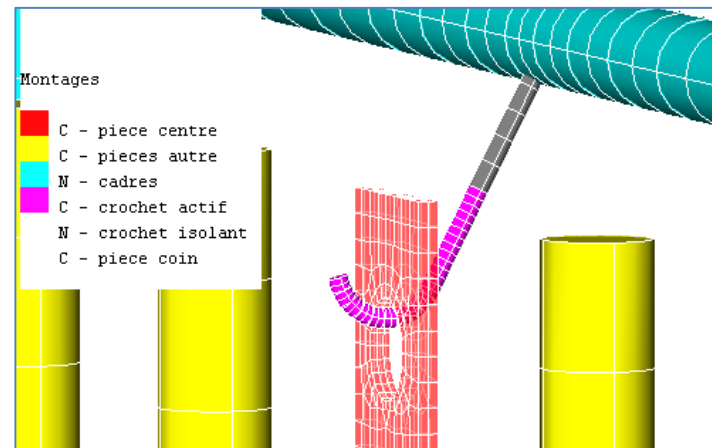 Montages
C - piece centre
C - pieces autre
N - cadres
C - crochet actif
N - crochet isolant
C - piece coin